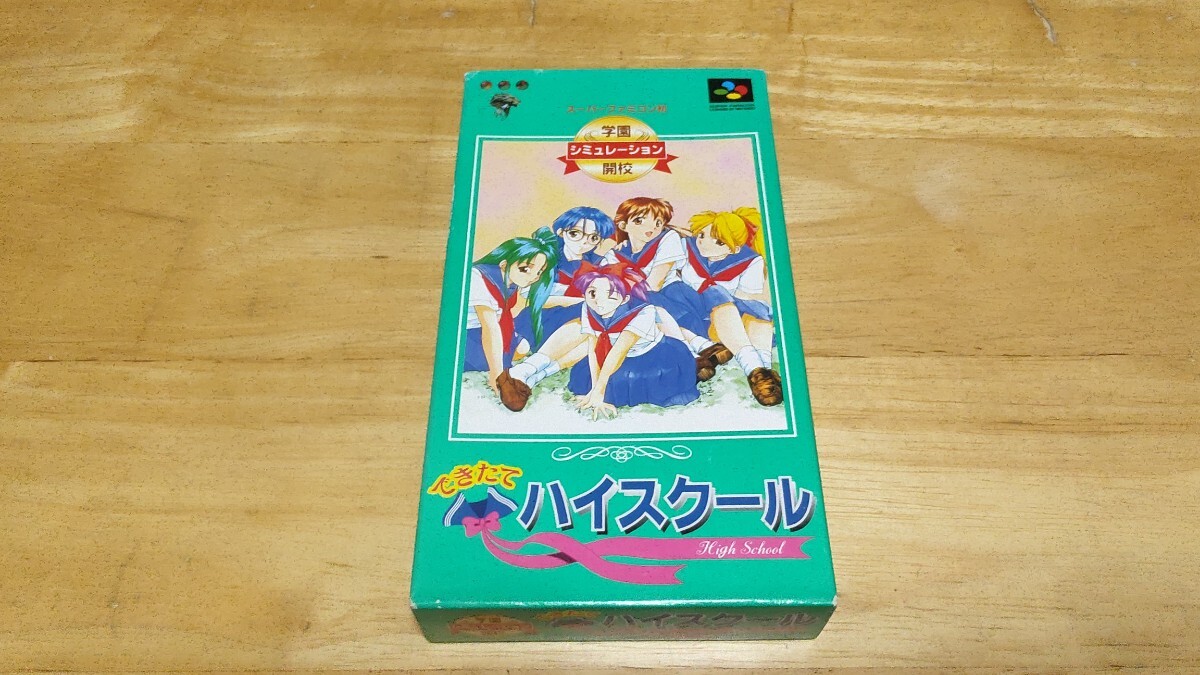 スーパーファミコン用
学園
シミュレーション
開校
できたて
ハイスクール
High School
ハイスクール